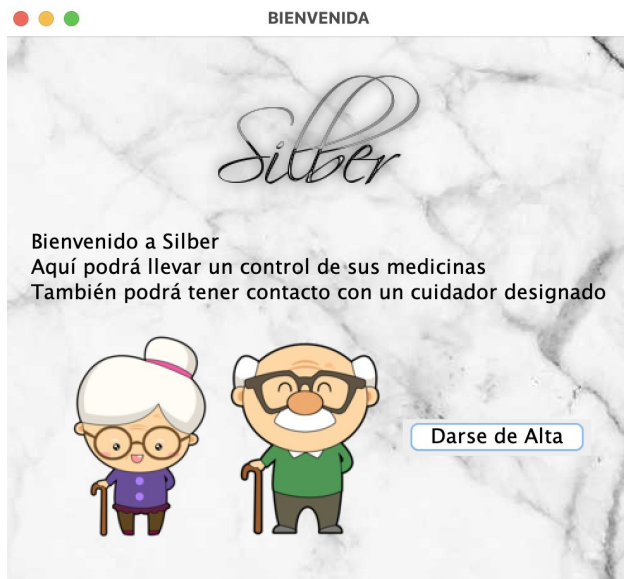 BIENVENIDA
Silber
Bienvenido a Silber
Aquí podrá llevar un control de sus medicinas
También podrá tener contacto con un cuidador designado
Darse de Alta